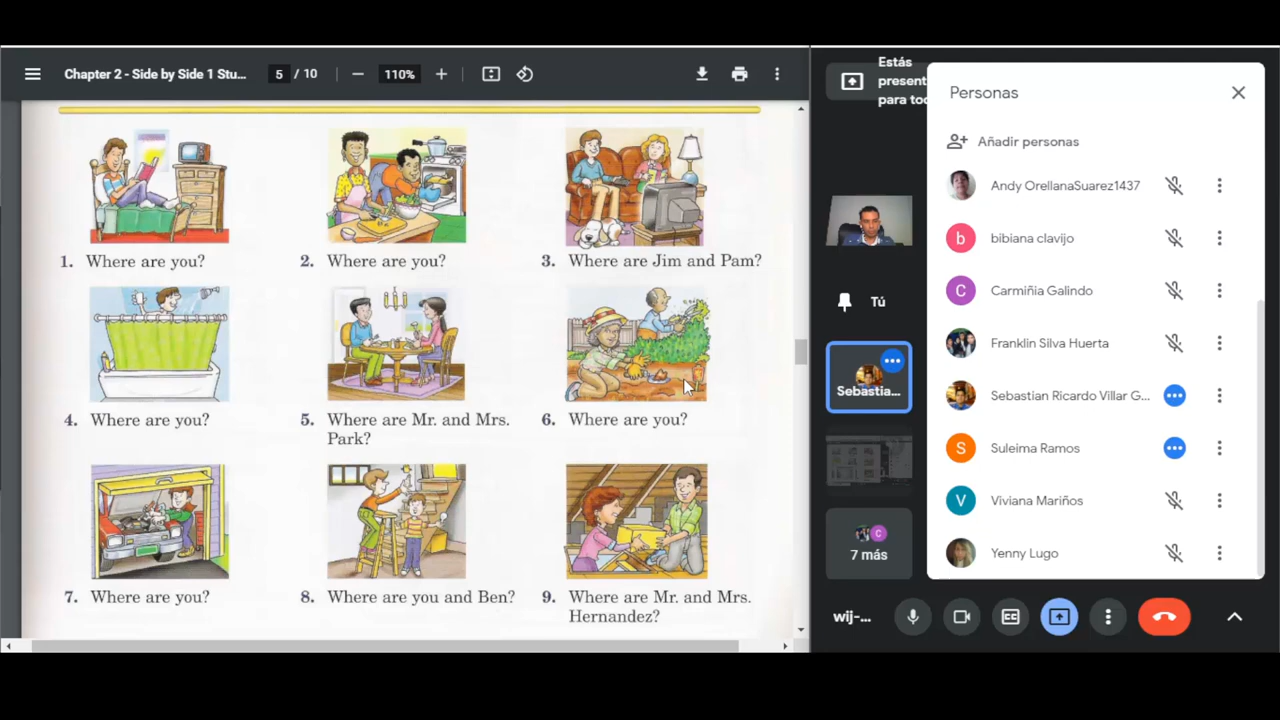 Chapter 2 - Side by Side 1 Stu...
5 / 10
110%
1. Where are you?
2. Where are you?
3. Where are Jim and Pam?
4. Where are you?
5. Where are Mr. and Mrs.
Park?
6. Where are you?
7. Where are you?
8. Where are you and Ben?
9. Where are Mr. and Mrs.
Hernandez?
Estás
present
para too
Tú
Sebastia...
7 más
Personas
Añadir personas
Andy OrellanaSuarez1437
b
bibiana clavijo
C
Carmiñia Galindo
Franklin Silva Huerta
Sebastian Ricardo Villar G...
S
Suleima Ramos
V
Viviana Mariños
Yenny Lugo
wij-...
CC